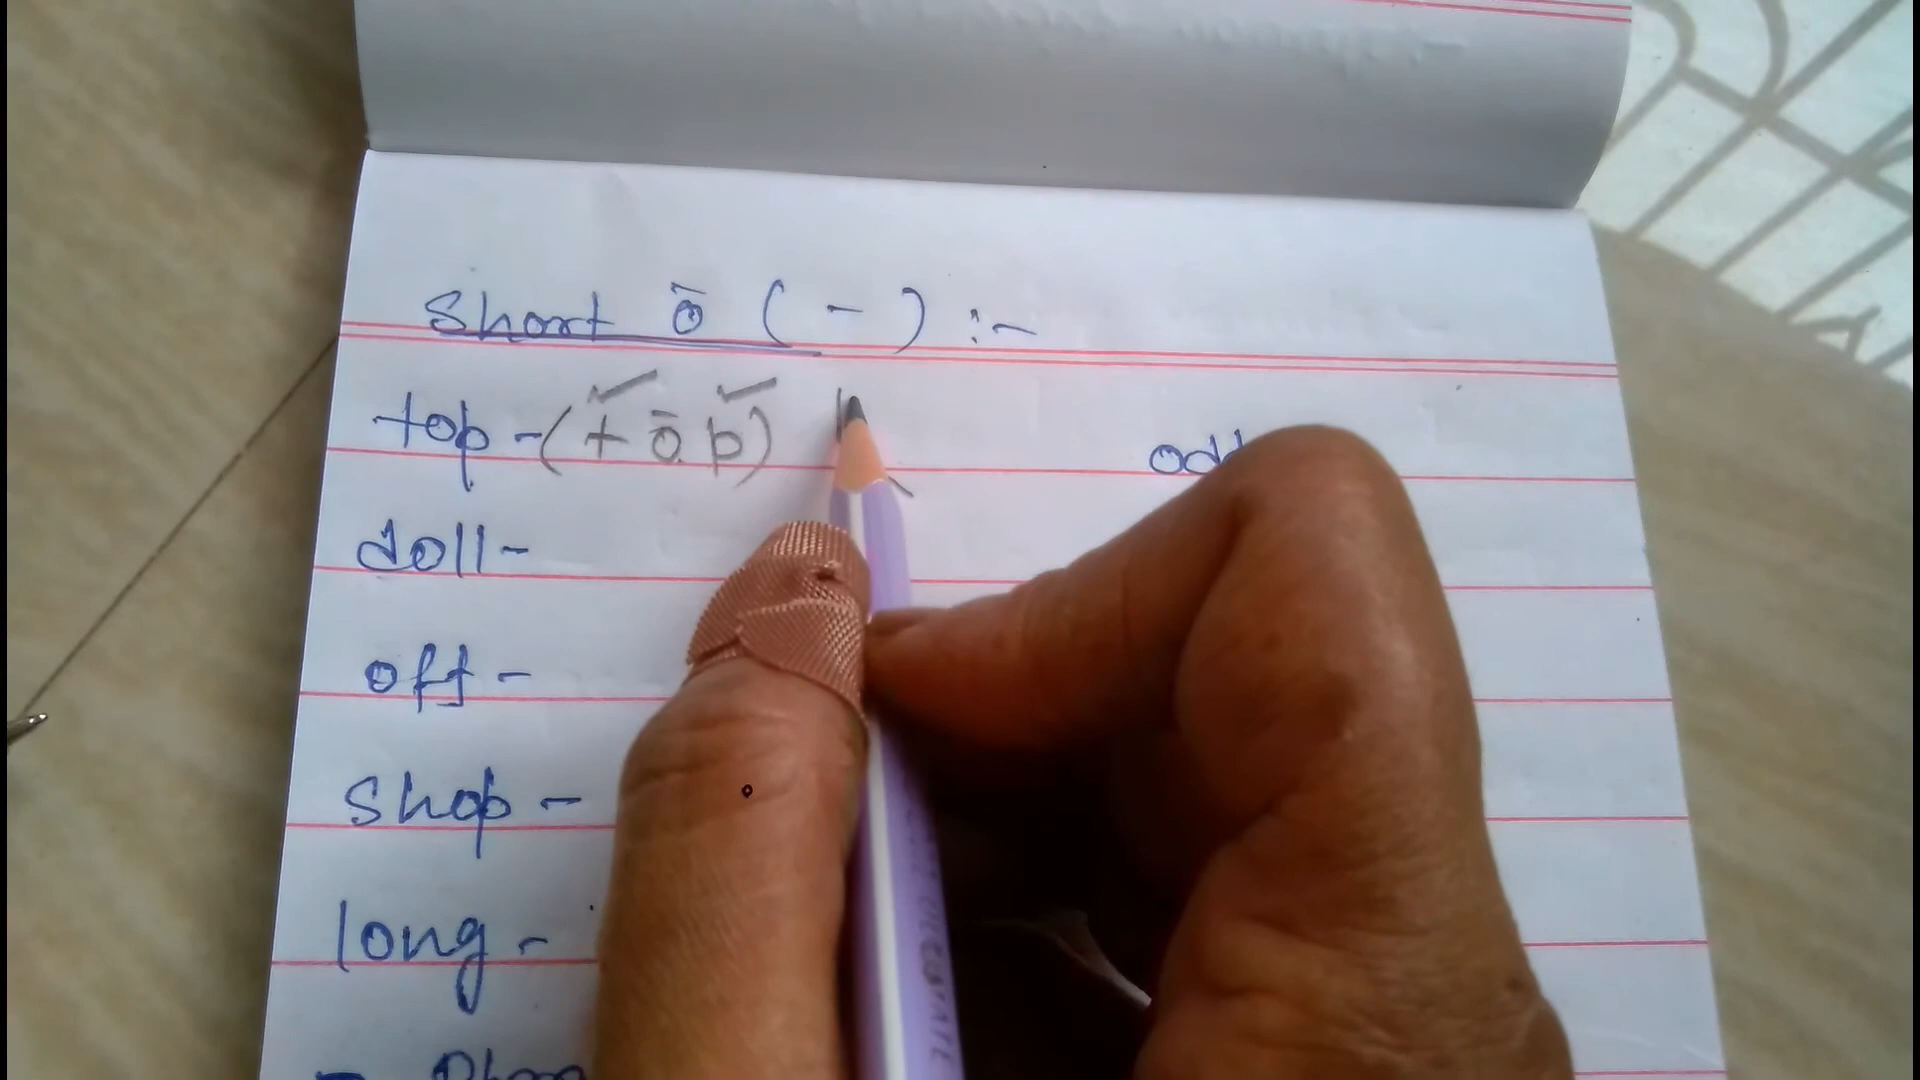 Short ō ( - ) :-
top - ( t ō p )
doll -
off -
shop -
long -